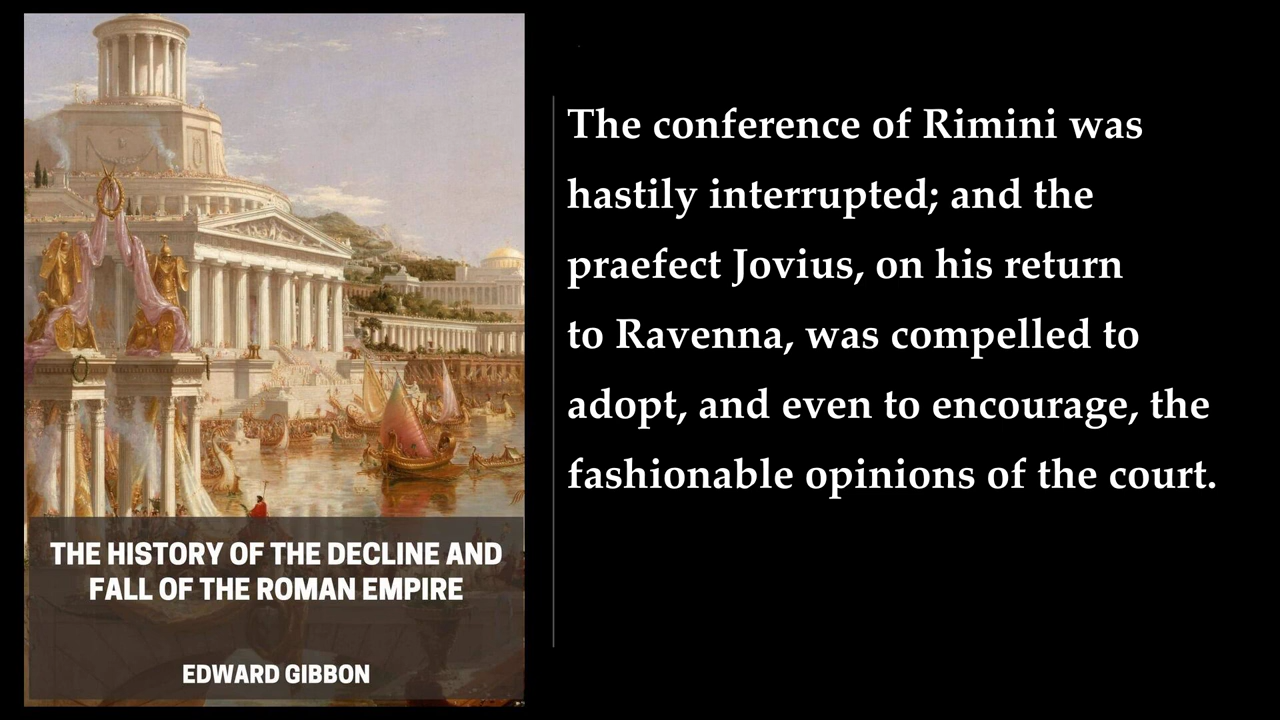 The conference of Rimini was
hastily interrupted; and the
praefect Jovius, on his return
to Ravenna, was compelled to
adopt, and even to encourage, the
fashionable opinions of the court.
THE HISTORY OF THE DECLINE AND
FALL OF THE ROMAN EMPIRE
EDWARD GIBBON